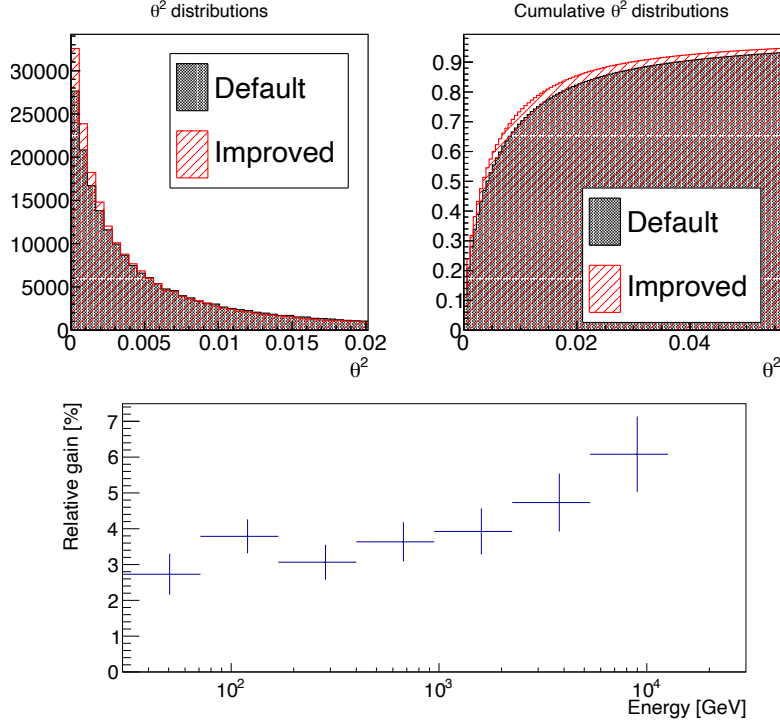 θ² distributions
30000
25000
20000
15000
10000
5000
0
Default
Improved
0 0.005 0.01 0.015 0.02
θ²
Cumulative θ² distributions
0.9
0.8
0.7
0.6
0.5
0.4
0.3
0.2
0.1
0
Default
Improved
0 0.02 0.04
θ²
Relative gain [%]
7
6
5
4
3
2
1
0
10² 10³ 10⁴
Energy [GeV]